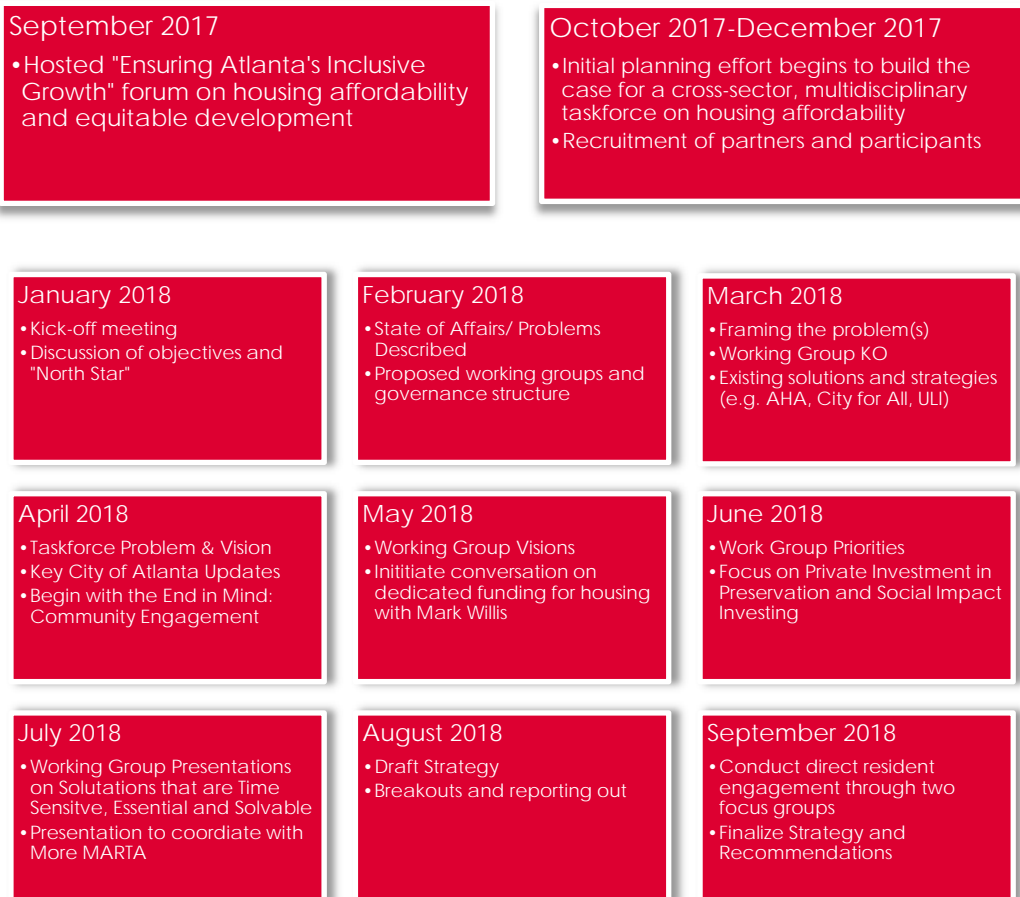 September 2017
•Hosted "Ensuring Atlanta's Inclusive
Growth" forum on housing affordability
and equitable development
October 2017-December 2017
•Initial planning effort begins to build the
case for a cross-sector, multidisciplinary
taskforce on housing affordability
•Recruitment of partners and participants
January 2018
•Kick-off meeting
•Discussion of objectives and
"North Star"
February 2018
•State of Affairs/ Problems
Described
•Proposed working groups and
governance structure
March 2018
•Framing the problem(s)
•Working Group KO
•Existing solutions and strategies
(e.g. AHA, City for All, ULI)
April 2018
•Taskforce Problem & Vision
•Key City of Atlanta Updates
•Begin with the End in Mind:
Community Engagement
May 2018
•Working Group Visions
•Inititiate conversation on
dedicated funding for housing
with Mark Willis
June 2018
•Work Group Priorities
•Focus on Private Investment in
Preservation and Social Impact
Investing
July 2018
•Working Group Presentations
on Solutations that are Time
Sensitve, Essential and Solvable
•Presentation to coordiate with
More MARTA
August 2018
•Draft Strategy
•Breakouts and reporting out
September 2018
•Conduct direct resident
engagement through two
focus groups
•Finalize Strategy and
Recommendations